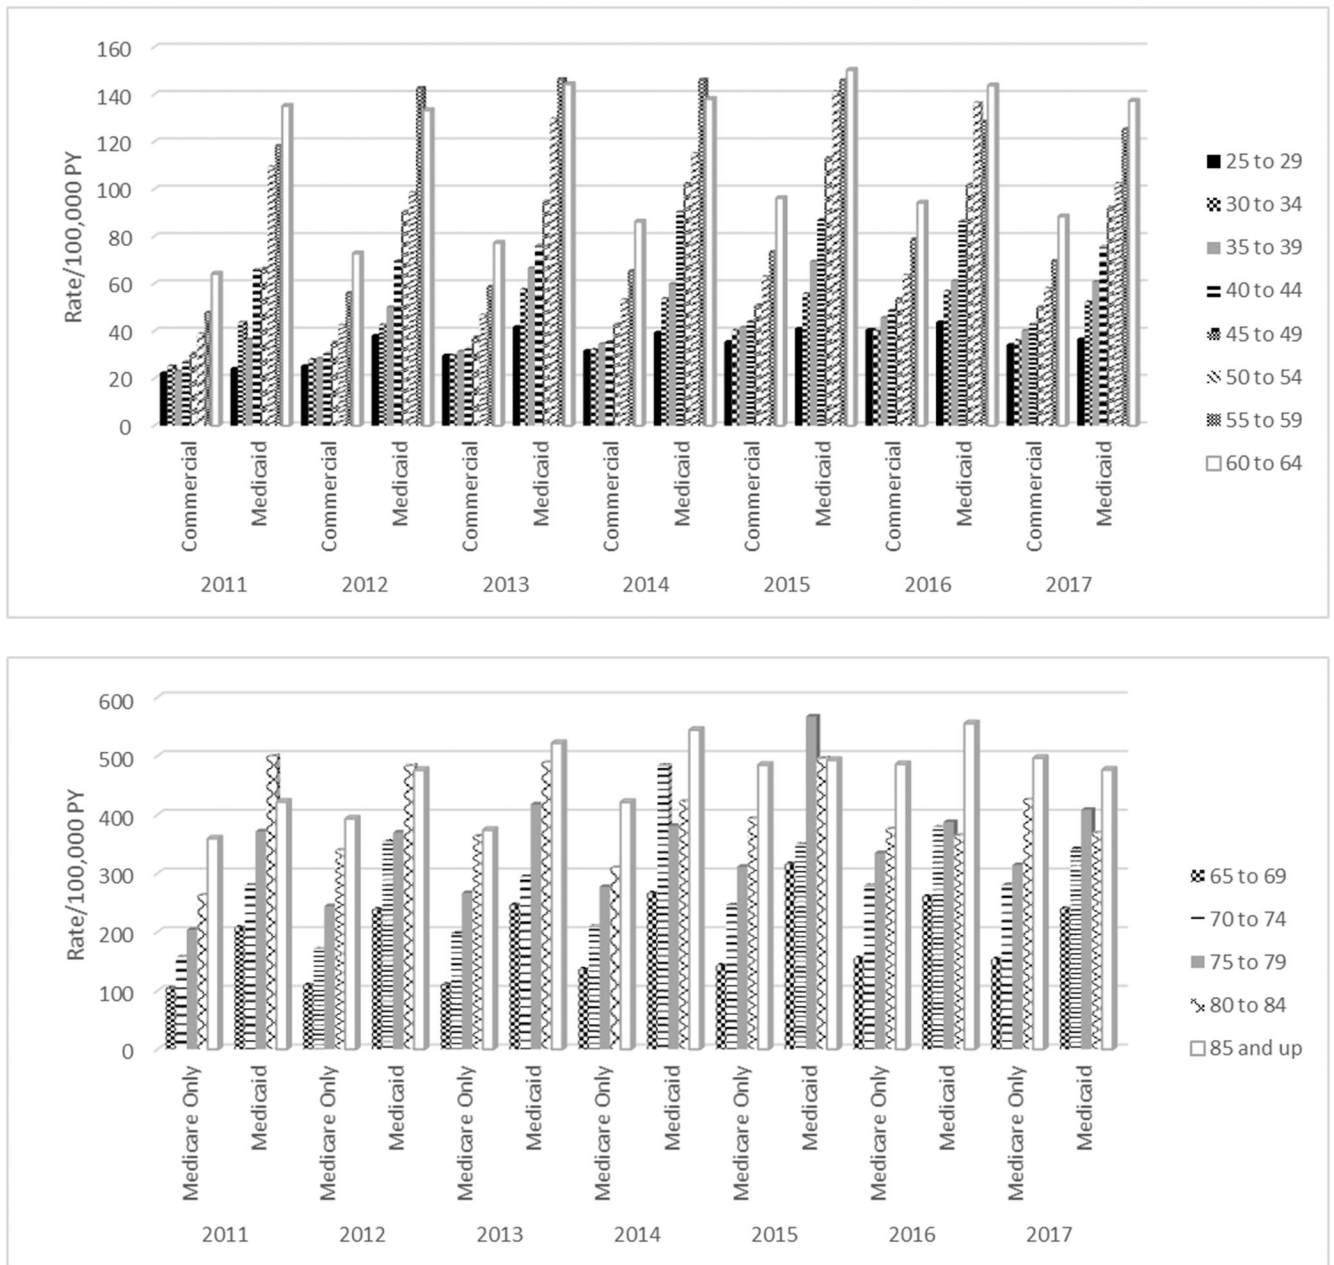 160
140
120
100
80
60
40
20
0
Rate/100,000 PY
Commercial
Medicaid
Commercial
Medicaid
Commercial
Medicaid
Commercial
Medicaid
Commercial
Medicaid
Commercial
Medicaid
Commercial
Medicaid
2011
2012
2013
2014
2015
2016
2017
25 to 29
30 to 34
35 to 39
40 to 44
45 to 49
50 to 54
55 to 59
60 to 64
600
500
400
300
200
100
0
Rate/100,000 PY
Medicare Only
Medicaid
Medicare Only
Medicaid
Medicare Only
Medicaid
Medicare Only
Medicaid
Medicare Only
Medicaid
Medicare Only
Medicaid
Medicare Only
Medicaid
2011
2012
2013
2014
2015
2016
2017
65 to 69
70 to 74
75 to 79
80 to 84
85 and up